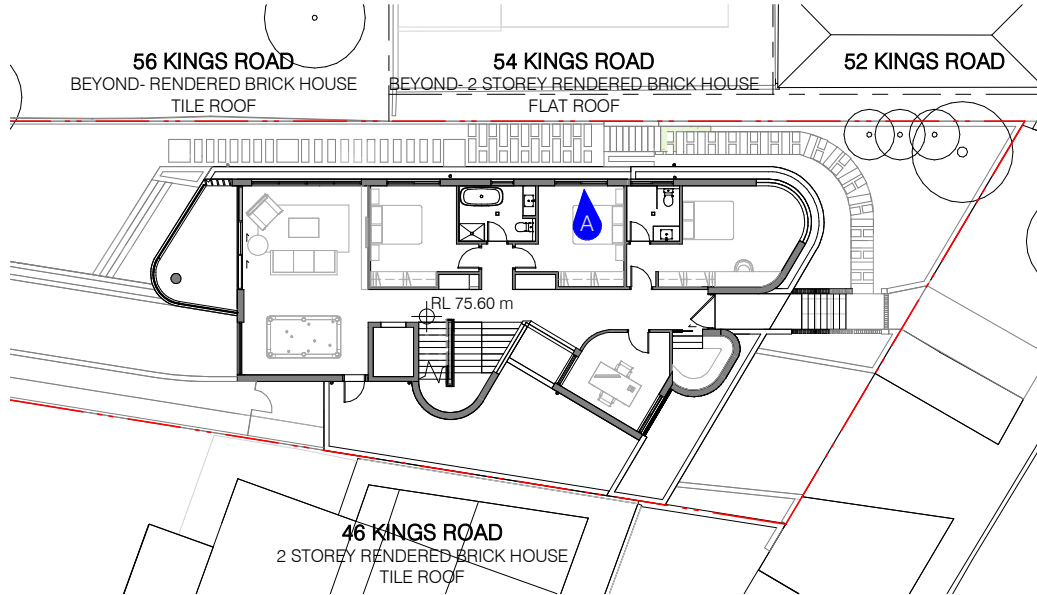 56 KINGS ROAD
BEYOND- RENDERED BRICK HOUSE
TILE ROOF
54 KINGS ROAD
BEYOND- 2 STOREY RENDERED BRICK HOUSE
FLAT ROOF
52 KINGS ROAD
A
RL 75.60 m
46 KINGS ROAD
2 STOREY RENDERED BRICK HOUSE
TILE ROOF